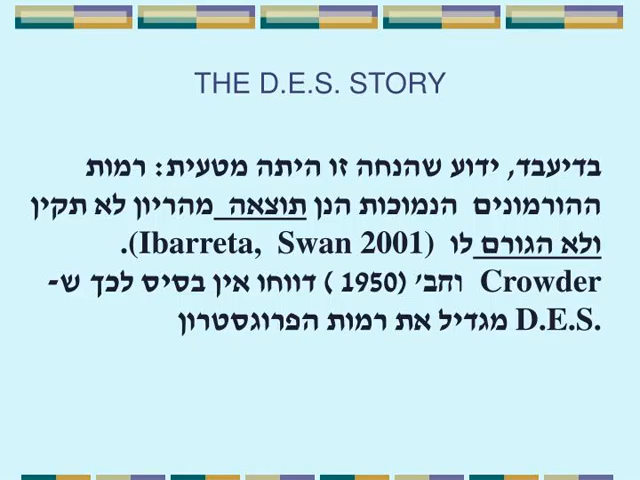 THE D.E.S. STORY
בדיעבד, ידוע שהנחה זו היתה מטעית: רמות
ההורמונים הנמוכות הנן תוצאה מהריון לא תקין
ולא הגורם לו (Ibarreta, Swan 2001).
Crowder וחב' (1950 ) דווחו אין בסיס לכך ש-
D.E.S. מגדיל את רמות הפרוגסטרון